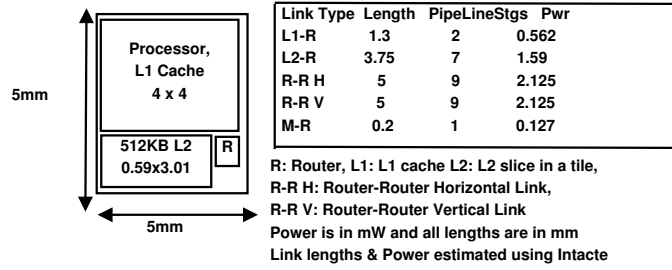 5mm
Processor,
L1 Cache
4 x 4
512KB L2
0.59x3.01
R
5mm
Link Type Length PipeLineStgs Pwr
L1-R 1.3 2 0.562
L2-R 3.75 7 1.59
R-R H 5 9 2.125
R-R V 5 9 2.125
M-R 0.2 1 0.127
R: Router, L1: L1 cache L2: L2 slice in a tile,
R-R H: Router-Router Horizontal Link,
R-R V: Router-Router Vertical Link
Power is in mW and all lengths are in mm
Link lengths & Power estimated using Intacte